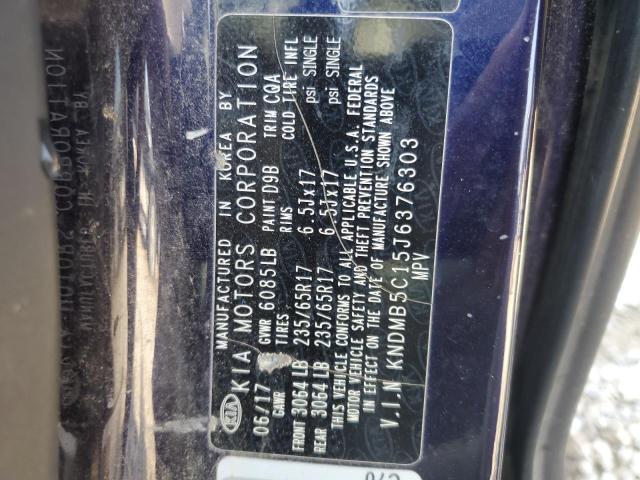 MANUFACTURED IN KOREA BY
KIA KIA MOTORS CORPORATION
06/17 GVWR 6085LB PAINT D9B TRIM CQA
GAWR TIRES RIMS COLD TIRE INFL
FRONT 3064LB 235/65R17 6.5Jx17 psi SINGLE
REAR 3064LB 235/65R17 6.5Jx17 psi SINGLE
THIS VEHICLE CONFORMS TO ALL APPLICABLE U.S.A. FEDERAL
MOTOR VEHICLE SAFETY AND THEFT PREVENTION STANDARDS
IN EFFECT ON THE DATE OF MANUFACTURE SHOWN ABOVE
V.I.N KNDMB5C15J6376303
MPV